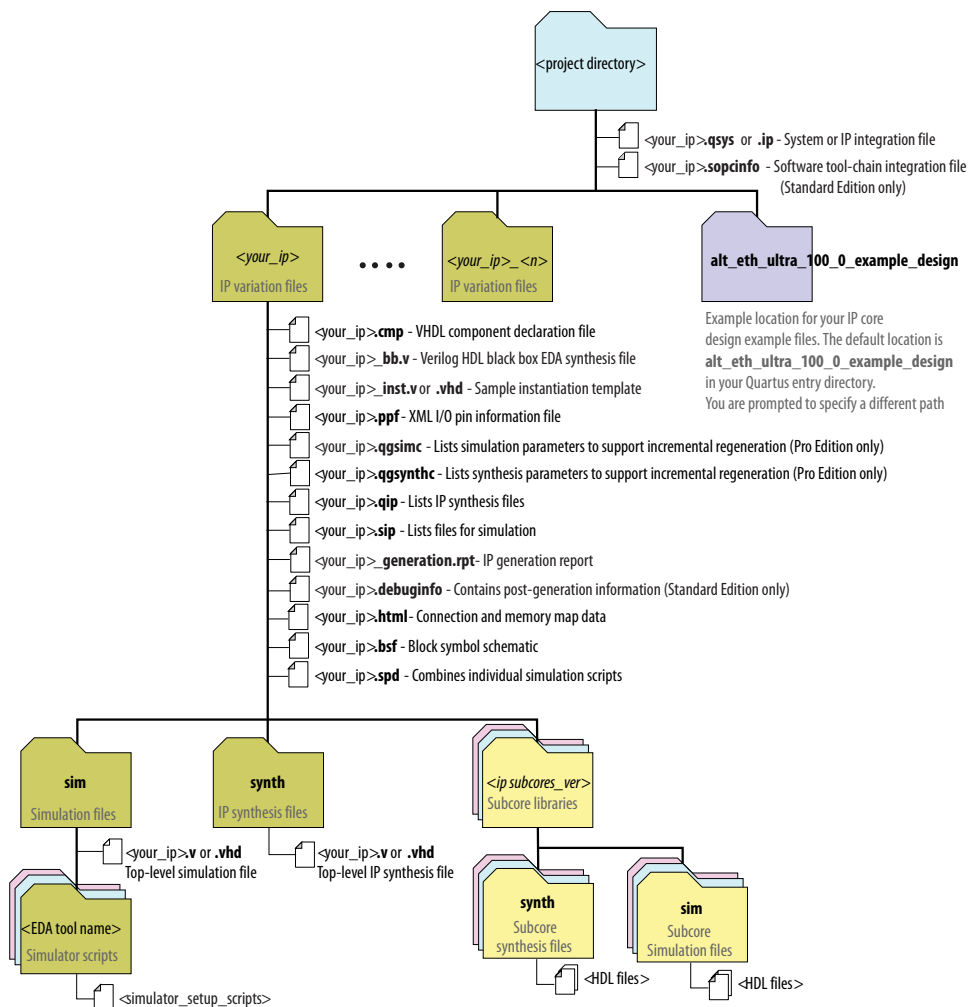 <project directory>
<your_ip>.qsys or .ip - System or IP integration file
<your_ip>.sopcinfo - Software tool-chain integration file
(Standard Edition only)
<your_ip>
IP variation files
<your_ip>_<n>
IP variation files
alt_eth_ultra_100_0_example_design
Example location for your IP core
design example files. The default location is
alt_eth_ultra_100_0_example_design
in your Quartus entry directory.
You are prompted to specify a different path
<your_ip>.cmp - VHDL component declaration file
<your_ip>_bb.v - Verilog HDL black box EDA synthesis file
<your_ip>_inst.v or .vhd - Sample instantiation template
<your_ip>.ppf - XML I/O pin information file
<your_ip>.qgsimc - Lists simulation parameters to support incremental regeneration (Pro Edition only)
<your_ip>.qgsynthc - Lists synthesis parameters to support incremental regeneration (Pro Edition only)
<your_ip>.qip - Lists IP synthesis files
<your_ip>.sip - Lists files for simulation
<your_ip>_generation.rpt- IP generation report
<your_ip>.debuginfo - Contains post-generation information (Standard Edition only)
<your_ip>.html- Connection and memory map data
<your_ip>.bsf - Block symbol schematic
<your_ip>.spd - Combines individual simulation scripts
sim
Simulation files
synth
IP synthesis files
<ip subcores_ver>
Subcore libraries
<your_ip>.v or .vhd
Top-level simulation file
<your_ip>.v or .vhd
Top-level IP synthesis file
<EDA tool name>
Simulator scripts
<simulator_setup_scripts>
synth
Subcore
synthesis files
<HDL files>
sim
Subcore
Simulation files
<HDL files>